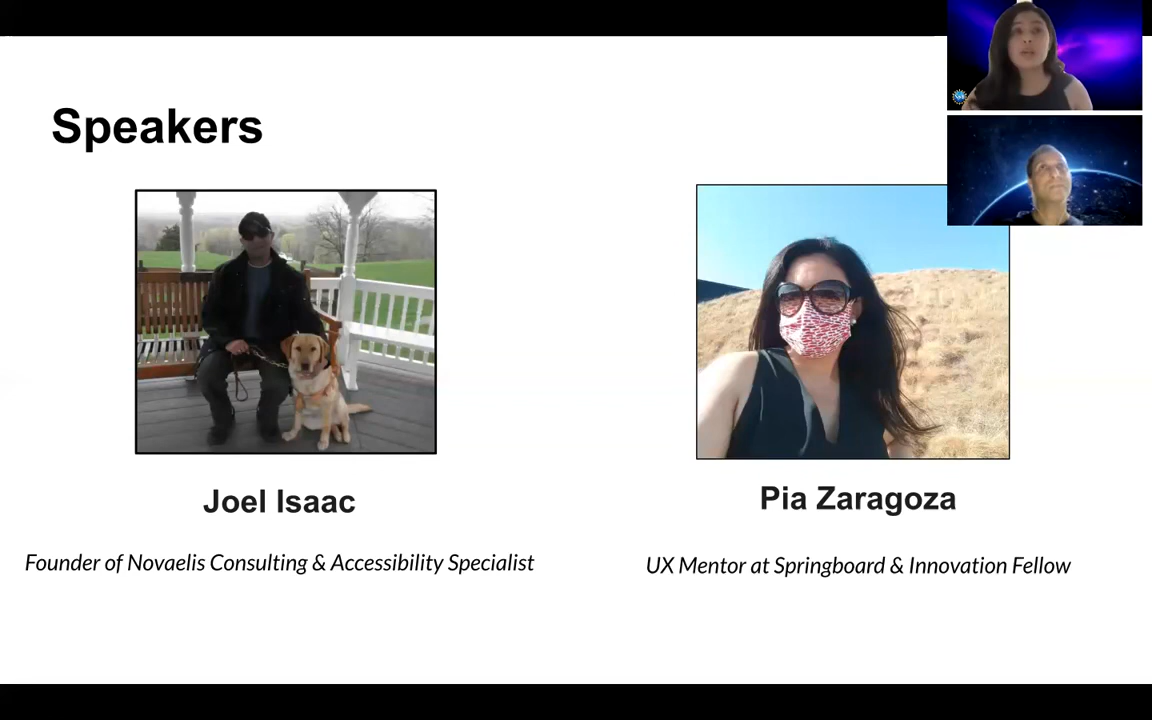 Speakers
Joel Isaac
Founder of Novaelis Consulting & Accessibility Specialist
Pia Zaragoza
UX Mentor at Springboard & Innovation Fellow